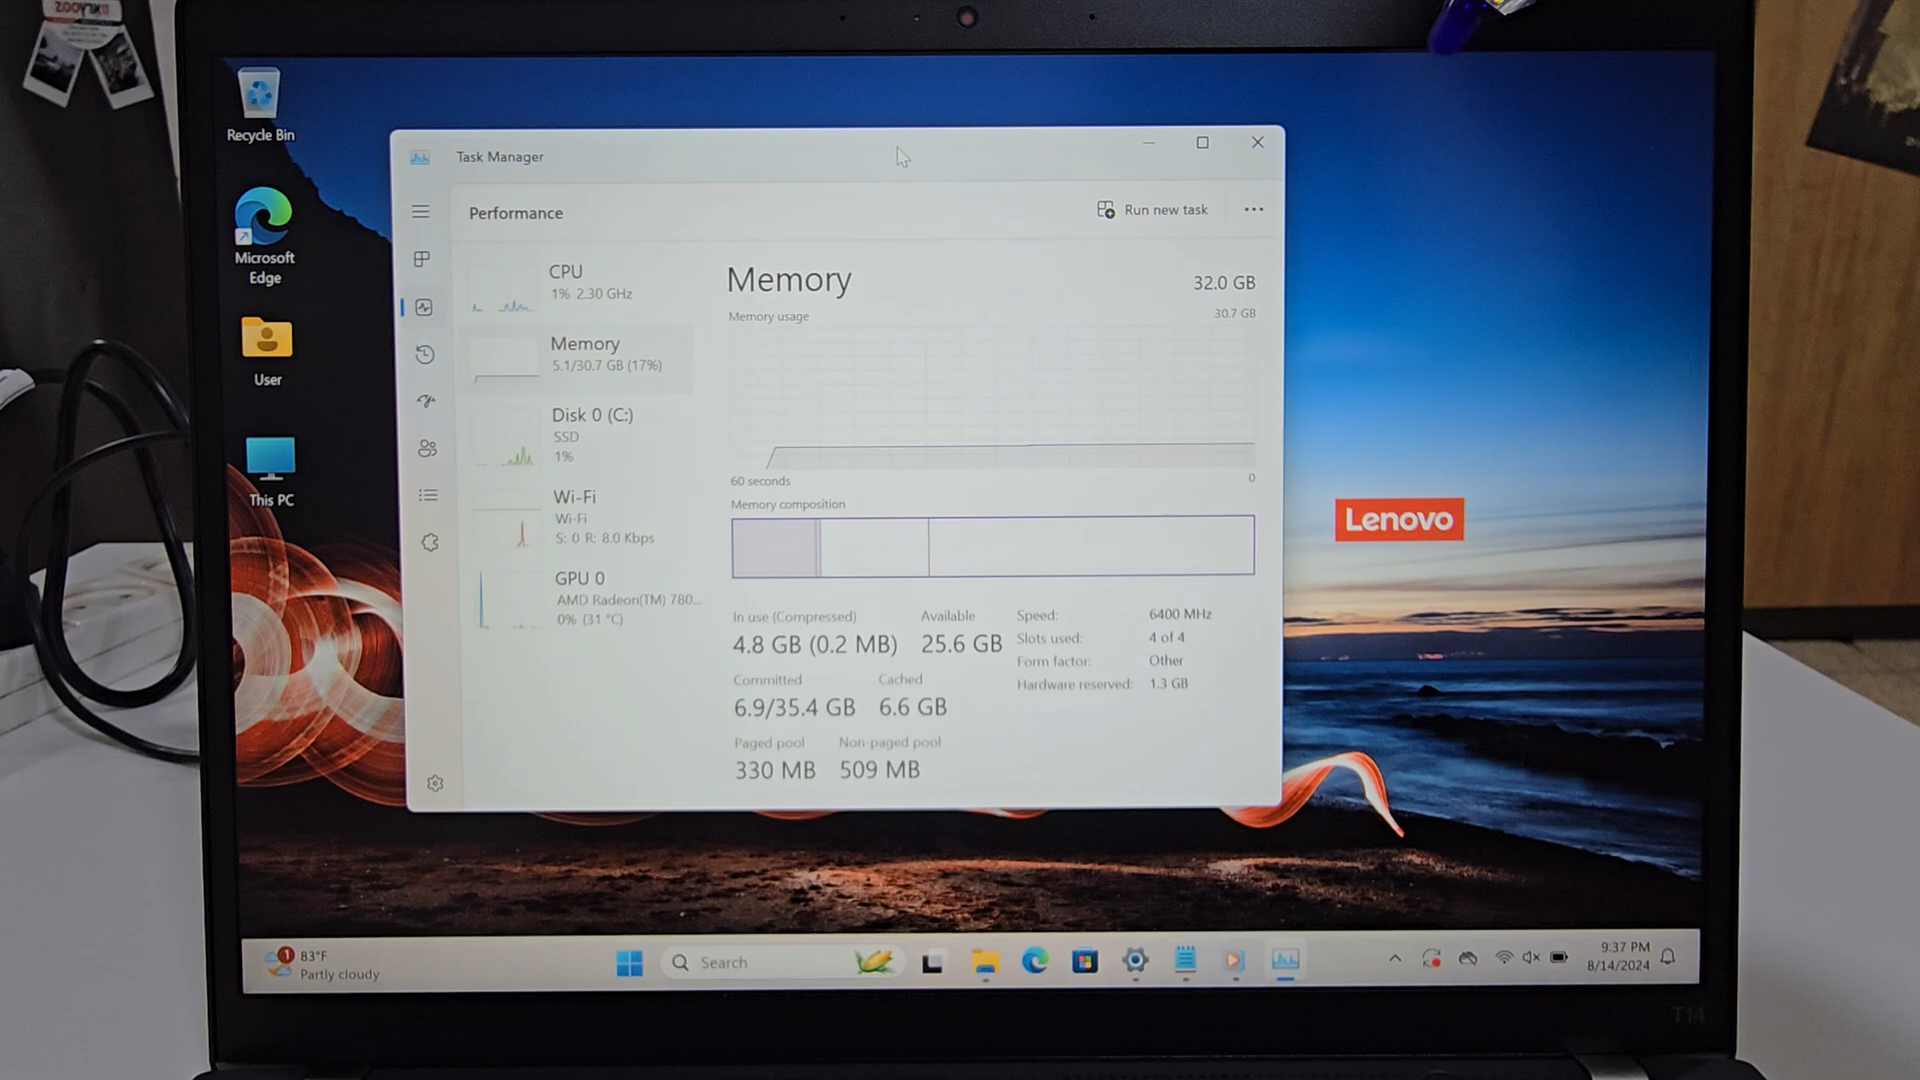 Recycle Bin
Microsoft
Edge
User
This PC
Task Manager
Performance
Run new task
CPU
1% 2.30 GHz
Memory
5.1/30.7 GB (17%)
Disk 0 (C:)
SSD
1%
Wi-Fi
Wi-Fi
S: 0 R: 8.0 Kbps
GPU 0
AMD Radeon(TM) 780...
0% (31 °C)
Memory
32.0 GB
Memory usage
30.7 GB
60 seconds
0
Memory composition
In use (Compressed)
4.8 GB (0.2 MB)
Available
25.6 GB
Committed
6.9/35.4 GB
Cached
6.6 GB
Paged pool
330 MB
Non-paged pool
509 MB
Speed: 6400 MHz
Slots used: 4 of 4
Form factor: Other
Hardware reserved: 1.3 GB
Lenovo
1
83°F
Partly cloudy
Search
9:37 PM
8/14/2024
T14